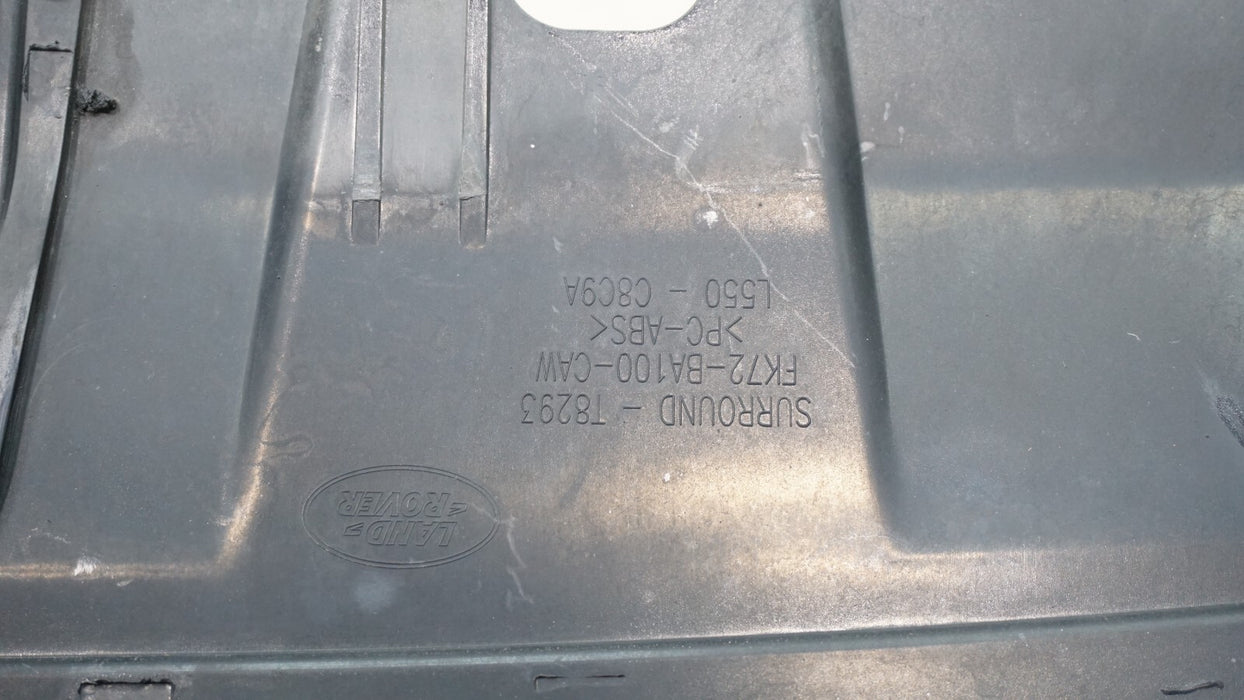 SURROUND - T8293
FK72-BA100-CAW
>PC-ABS<
L550 - C8C9A
LAND-
-ROVER